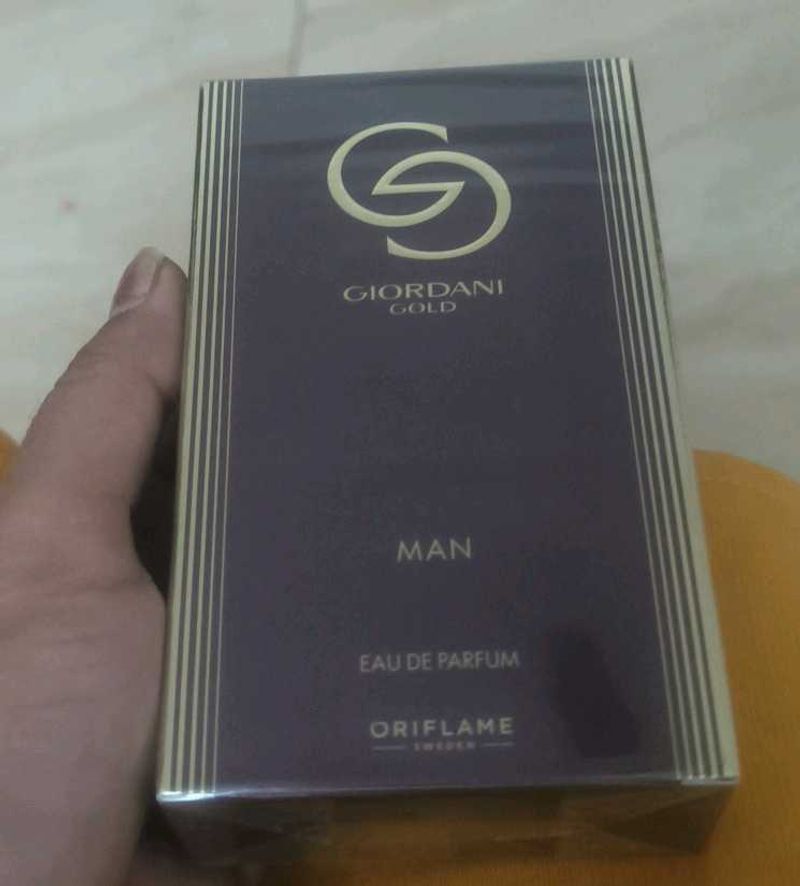 GIORDANI
GOLD
MAN
EAU DE PARFUM
ORIFLAME
SWEDEN